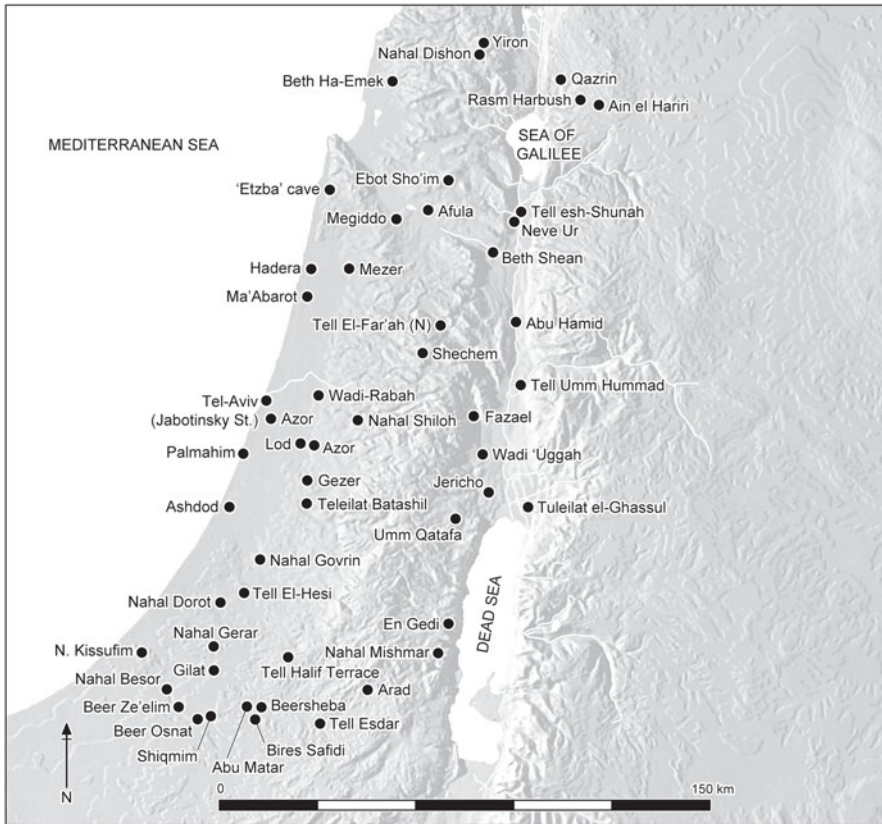 Yiron
Nahal Dishon
Beth Ha-Emek
Qazrin
Rasm Harbush
Ain el Hariri
MEDITERRANEAN SEA
SEA OF
GALILEE
Ebot Sho'im
'Etzba' cave
Afula
Tell esh-Shunah
Megiddo
Neve Ur
Beth Shean
Hadera
Mezer
Ma'Abarot
Tell El-Far'ah (N)
Abu Hamid
Shechem
Tell Umm Hummad
Wadi-Rabah
Tel-Aviv
(Jabotinsky St.)
Azor
Nahal Shiloh
Fazael
Lod
Azor
Palmahim
Wadi 'Uggah
Gezer
Jericho
Ashdod
Teleilat Batashil
Tuleilat el-Ghassul
Umm Qatafa
Nahal Govrin
Tell El-Hesi
Nahal Dorot
DEAD SEA
En Gedi
Nahal Gerar
N. Kissufim
Nahal Mishmar
Gilat
Tell Halif Terrace
Nahal Besor
Arad
Beer Ze'elim
Beersheba
Beer Osnat
Tell Esdar
Shiqmim
Bires Safidi
Abu Matar
N
0
150 km